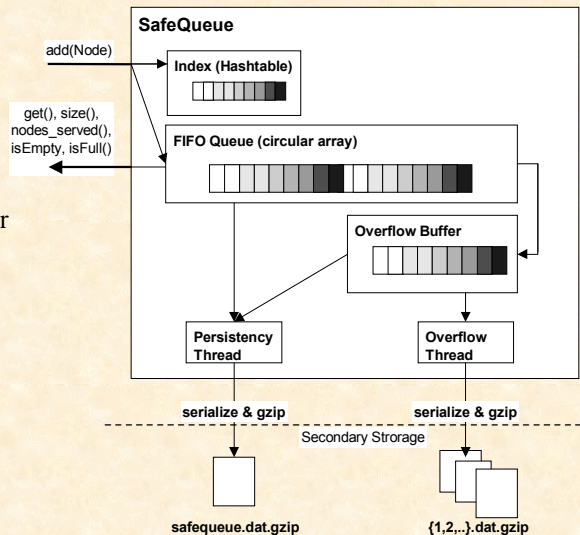 SafeQueue
add(Node)
Index (Hashtable)
get(), size(),
nodes_served(),
isEmpty, isFull()
FIFO Queue (circular array)
r
Overflow Buffer
Persistency
Thread
Overflow
Thread
serialize & gzip
serialize & gzip
Secondary Strorage
safequeue.dat.gzip
{1,2,..}.dat.gzip